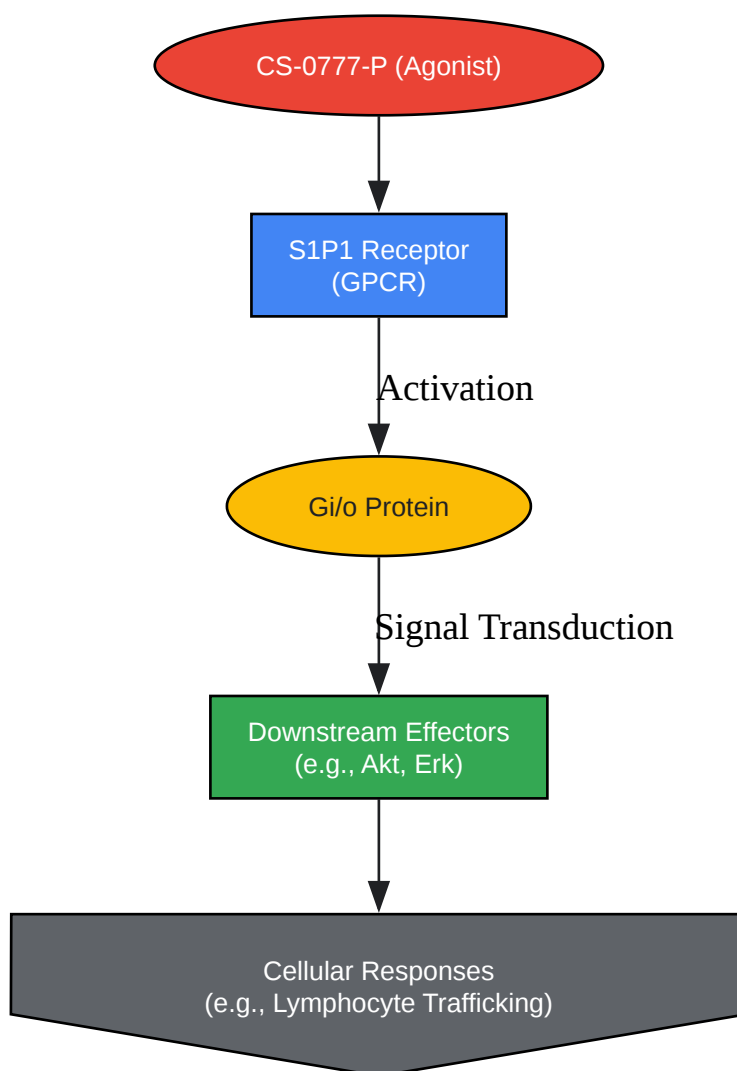 CS-0777-P (Agonist)
S1P1 Receptor
(GPCR)
Activation
Gi/o Protein
Signal Transduction
Downstream Effectors
(e.g., Akt, Erk)
Cellular Responses
(e.g., Lymphocyte Trafficking)